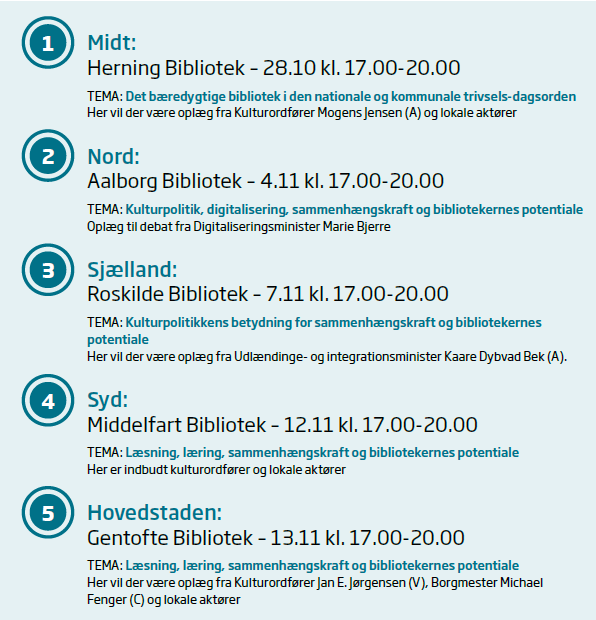 1
Midt:
Herning Bibliotek – 28.10 kl. 17.00-20.00
TEMA: Det bæredygtige bibliotek i den nationale og kommunale trivsels-dagsorden
Her vil der være oplæg fra Kulturordfører Mogens Jensen (A) og lokale aktører
2
Nord:
Aalborg Bibliotek – 4.11 kl. 17.00-20.00
TEMA: Kulturpolitik, digitalisering, sammenhængskraft og bibliotekernes potentiale
Oplæg til debat fra Digitaliseringsminister Marie Bjerre
3
Sjælland:
Roskilde Bibliotek – 7.11 kl. 17.00-20.00
TEMA: Kulturpolitikkens betydning for sammenhængskraft og bibliotekernes
potentiale
Her vil der være oplæg fra Udlændinge- og integrationsminister Kaare Dybvad Bek (A).
4
Syd:
Middelfart Bibliotek – 12.11 kl. 17.00-20.00
TEMA: Læsning, læring, sammenhængskraft og bibliotekernes potentiale
Her er indbudt kulturordfører og lokale aktører
5
Hovedstaden:
Gentofte Bibliotek – 13.11 kl. 17.00-20.00
TEMA: Læsning, læring, sammenhængskraft og bibliotekernes potentiale
Her vil der være oplæg fra Kulturordfører Jan E. Jørgensen (V), Borgmester Michael
Fenger (C) og lokale aktører